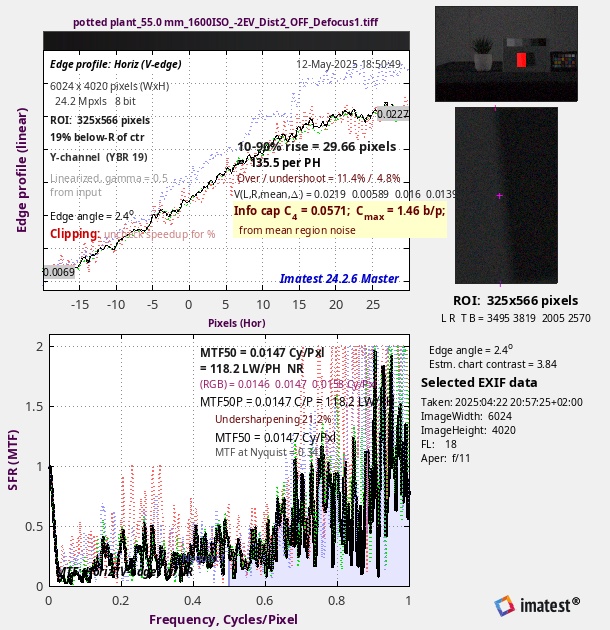 potted plant_55.0 mm_1600ISO_-2EV_Dist2_OFF_Defocus1.tiff
Edge profile: Horiz (V-edge)
12-May-2025 18:50:49
6024 x 4020 pixels (WxH)
24.2 Mpxls 8 bit
ROI: 325x566 pixels
19% below-R of ctr
Y-channel (YBR 19)
Linearized, gamma = 0.5
from input
Edge angle = 2.4o
Clipping: uncheck speedup for %
0.0227
10-90% rise = 29.66 pixels
135.5 per PH
Over / undershoot = 11.4% / 4.8%
V(L,R,mean,Δ:) = 0.0219 0.00589 0.016 0.0139
Info cap C4 = 0.0571; Cmax = 1.46 b/p;
from mean region noise
0.0069
Imatest 24.2.6 Master
Edge profile (linear)
-15 -10 -5 0 5 10 15 20 25
Pixels (Hor)
ROI: 325x566 pixels
L R T B = 3495 3819 2005 2570
Edge angle = 2.4o
Estm. chart contrast = 3.84
Selected EXIF data
Taken: 2025:04:22 20:57:25+02:00
ImageWidth: 6024
ImageHeight: 4020
FL: 18
Aper: f/11
MTF50 = 0.0147 Cy/Pxl
= 118.2 LW/PH NR
(RGB) = 0.0146 0.0147 0.0158 Cy/Pxl
MTF50P = 0.0147 C/P = 118.2 LW/PH
Undersharpening 21.2%
MTF50 = 0.0147 Cy/Pxl
MTF at Nyquist = 0.34
SFR (MTF)
2
1.5
1
0.5
0
0 0.2 0.4 0.6 0.8 1
Frequency, Cycles/Pixel
imatest®